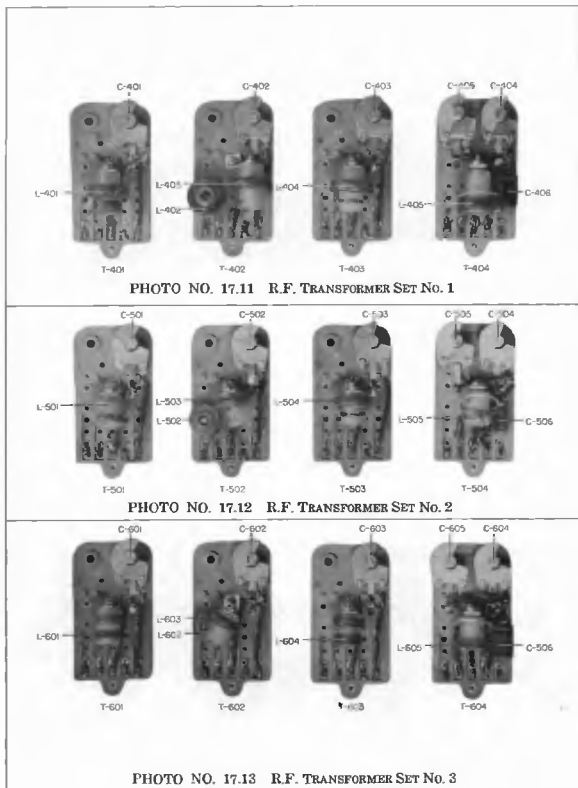 C-401 C-402 C-403 C-405 C-404
L-401 L-403 L-402 L-404 L-405 C-406
T-401 T-402 T-403 T-404
PHOTO NO. 17.11 R.F. TRANSFORMER SET NO. 1
C-501 C-502 C-503 C-505 C-504
L-501 L-503 L-502 L-504 L-505 C-506
T-501 T-502 T-503 T-504
PHOTO NO. 17.12 R.F. TRANSFORMER SET NO. 2
C-601 C-602 C-603 C-605 C-604
L-601 L-603 L-602 L-604 L-605 C-506
T-601 T-602 T-603 T-604
PHOTO NO. 17.13 R.F. TRANSFORMER SET NO. 3